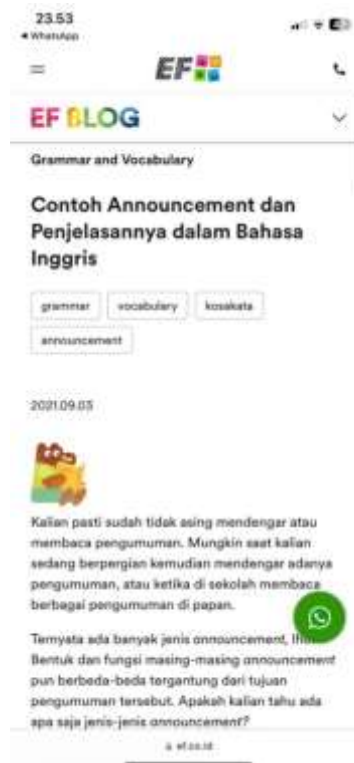 23.53
WhatsApp
EF
EF BLOG
Grammar and Vocabulary
Contoh Announcement dan
Penjelasannya dalam Bahasa
Inggris
grammar vocabulary kosakata
announcement
2021.09.03
Kalian pasti sudah tidak asing mendengar atau
membaca pengumuman. Mungkin saat kalian
sedang berpergian kemudian mendengar adanya
pengumuman, atau ketika di sekolah membaca
berbagai pengumuman di papan.
Ternyata ada banyak jenis announcement,
Bentuk dan fungsi masing-masing announcement
pun berbeda-beda tergantung dari tujuan
pengumuman tersebut. Apakah kalian tahu ada
apa saja jenis-jenis announcement?
ef.co.id